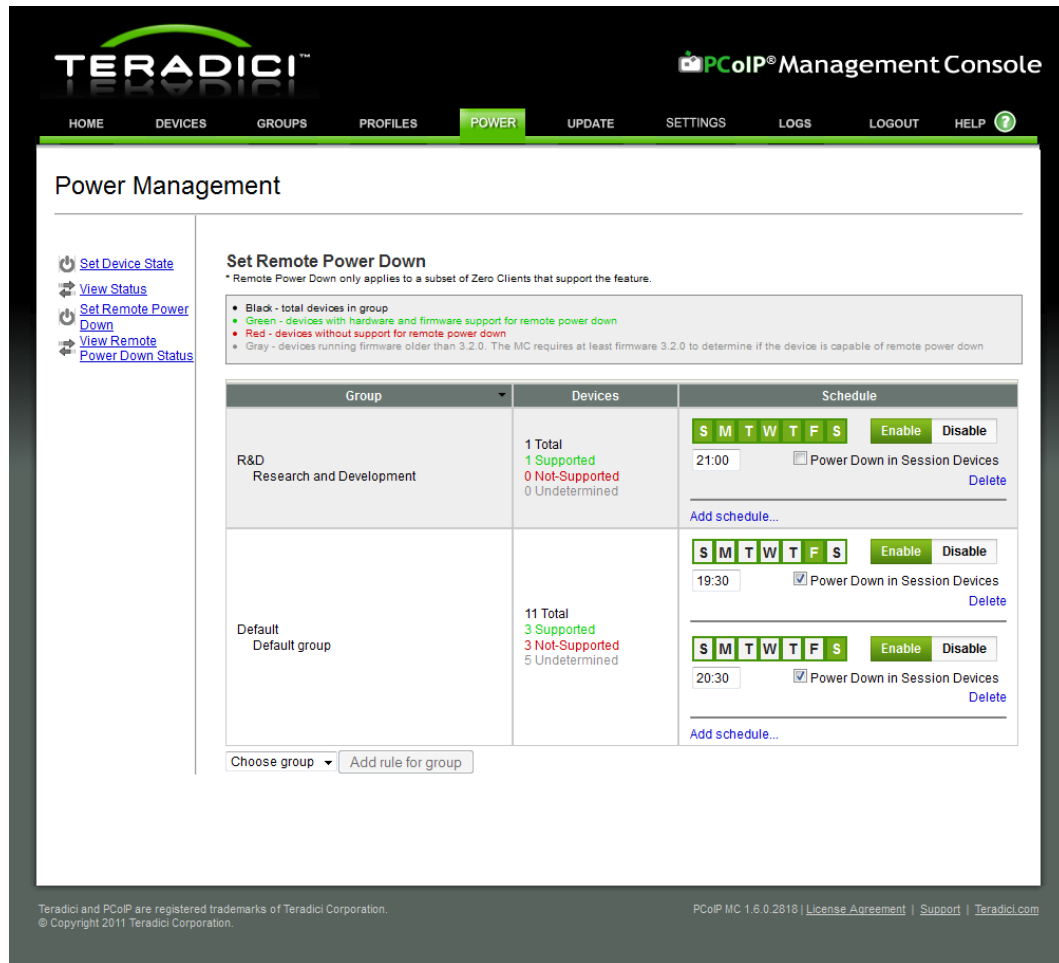 TERADICI™
PCoIP® Management Console
HOME DEVICES GROUPS PROFILES POWER UPDATE SETTINGS LOGS LOGOUT HELP ?
Power Management
Set Device State
View Status
Set Remote Power
Down
View Remote
Power Down Status
Set Remote Power Down
* Remote Power Down only applies to a subset of Zero Clients that support the feature.
• Black - total devices in group
• Green - devices with hardware and firmware support for remote power down
• Red - devices without support for remote power down
• Gray - devices running firmware older than 3.2.0. The MC requires at least firmware 3.2.0 to determine if the device is capable of remote power down
Group Devices Schedule
R&D
Research and Development
1 Total
1 Supported
0 Not-Supported
0 Undetermined
S M T W T F S Enable Disable
21:00 Power Down in Session Devices
Delete
Add schedule...
Default
Default group
11 Total
3 Supported
3 Not-Supported
5 Undetermined
S M T W T F S Enable Disable
19:30 Power Down in Session Devices
Delete
S M T W T F S Enable Disable
20:30 Power Down in Session Devices
Delete
Add schedule...
Choose group Add rule for group
Teradici and PCoIP are registered trademarks of Teradici Corporation.
© Copyright 2011 Teradici Corporation.
PCoIP MC 1.6.0.2818 | License Agreement | Support | Teradici.com